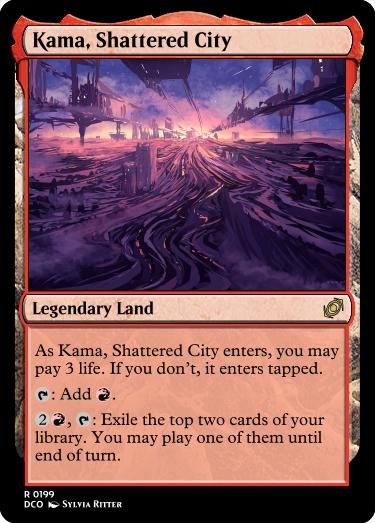 Kama, Shattered City
Legendary Land
As Kama, Shattered City enters, you may
pay 3 life. If you don't, it enters tapped.
: Add .
2 , : Exile the top two cards of your
library. You may play one of them until
end of turn.
R 0199
DCO Sylvia Ritter